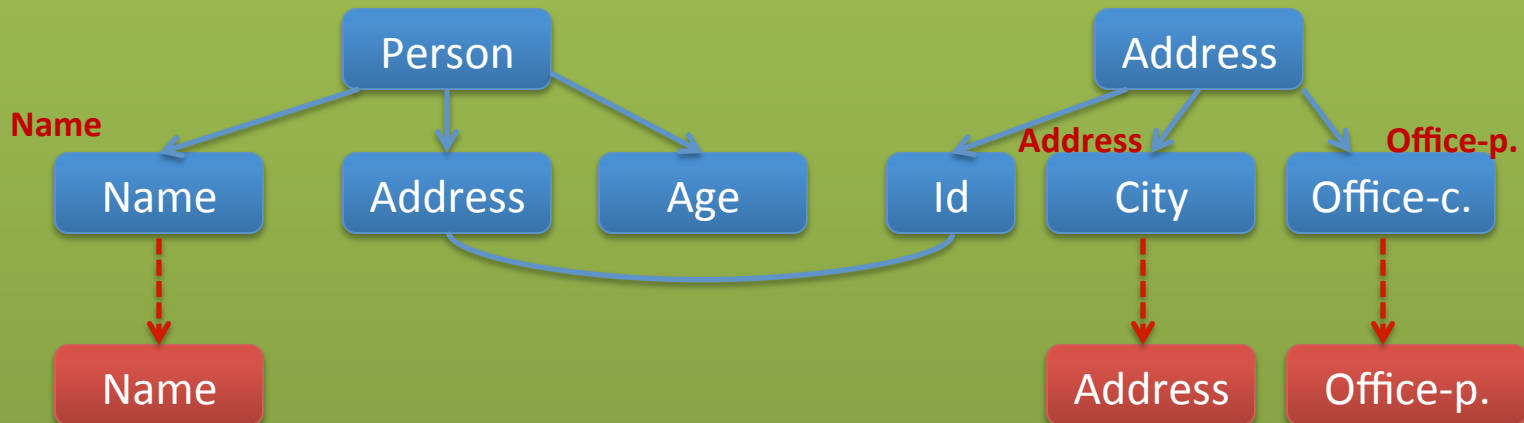 Person Address
Name Address Office-p.
Name Address Age Id City Office-c.
Name Address Office-p.